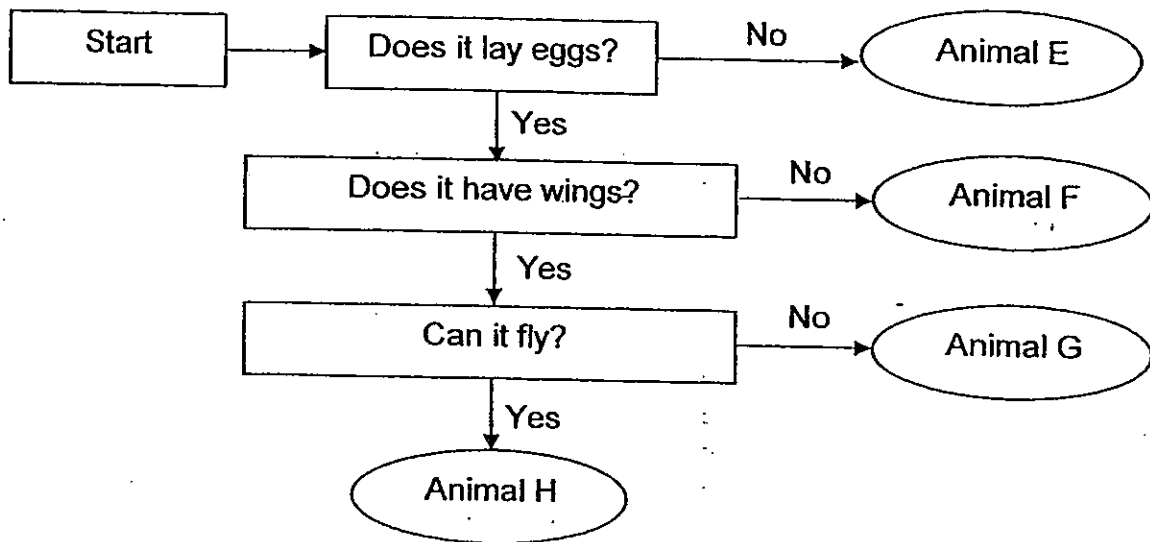 Start
Does it lay eggs?
No
Animal E
Yes
Does it have wings?
No
Animal F
Yes
Can it fly?
No
Animal G
Yes
Animal H